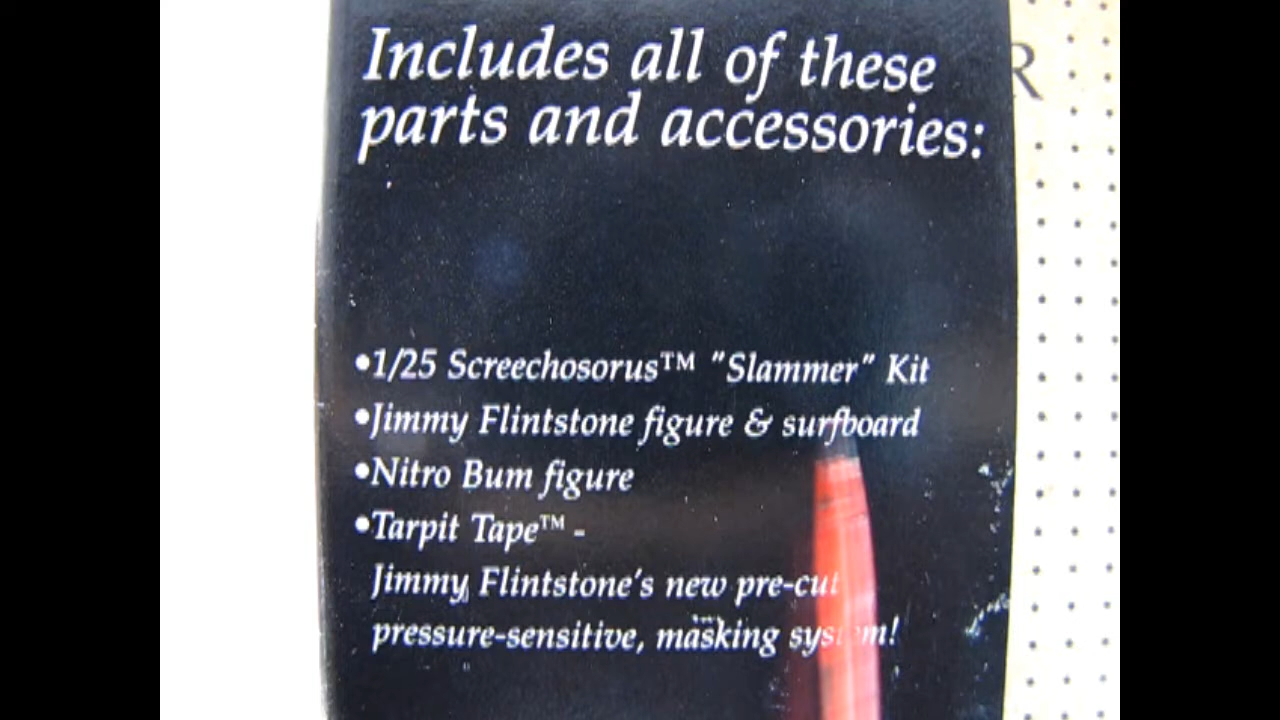 Includes all of these
parts and accessories:
•1/25 Screechosorus™ "Slammer" Kit
•Jimmy Flintstone figure & surfboard
•Nitro Bum figure
•Tarpit Tape™ -
Jimmy Flintstone's new pre-cut
pressure-sensitive, masking system!
R